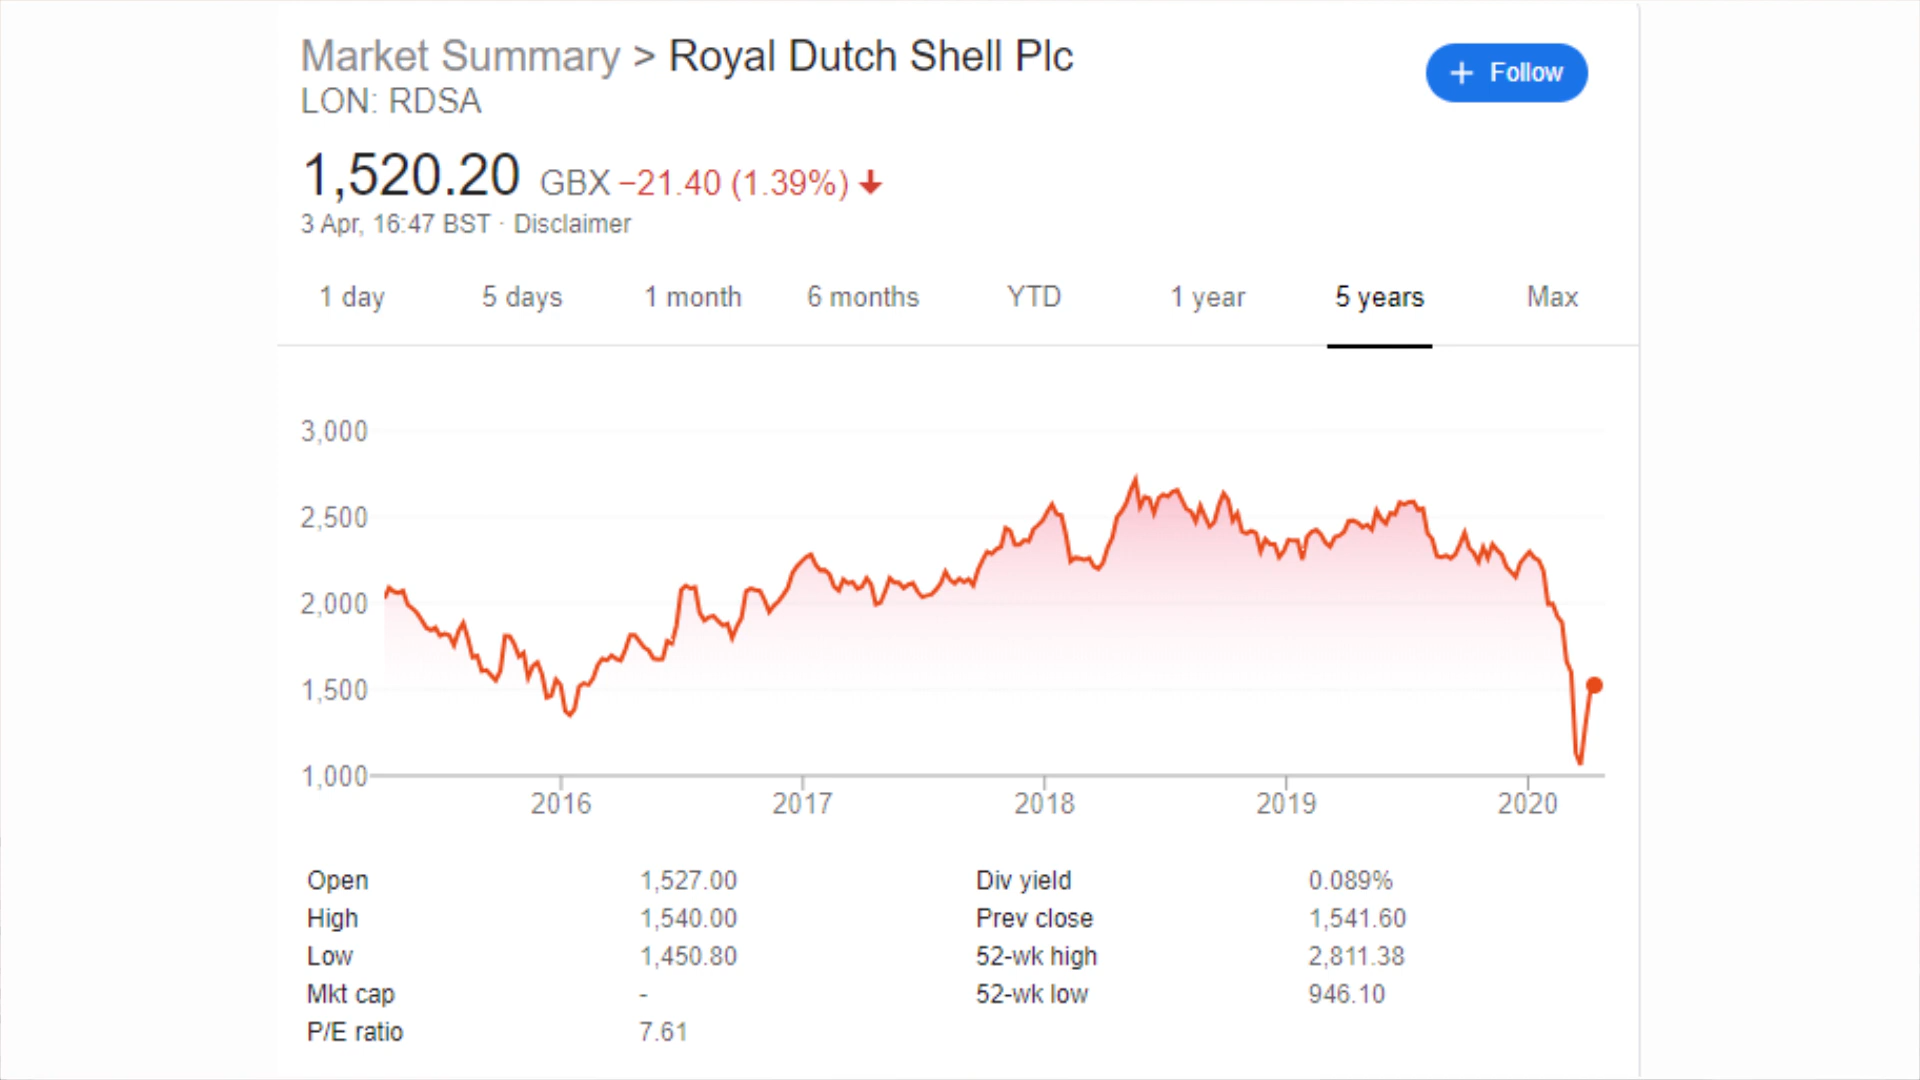 Market Summary > Royal Dutch Shell Plc
+ Follow
LON: RDSA
1,520.20 GBX −21.40 (1.39%)
3 Apr, 16:47 BST · Disclaimer
1 day 5 days 1 month 6 months YTD 1 year 5 years Max
3,000
2,500
2,000
1,500
1,000
2016 2017 2018 2019 2020
Open 1,527.00 Div yield 0.089%
High 1,540.00 Prev close 1,541.60
Low 1,450.80 52-wk high 2,811.38
Mkt cap - 52-wk low 946.10
P/E ratio 7.61